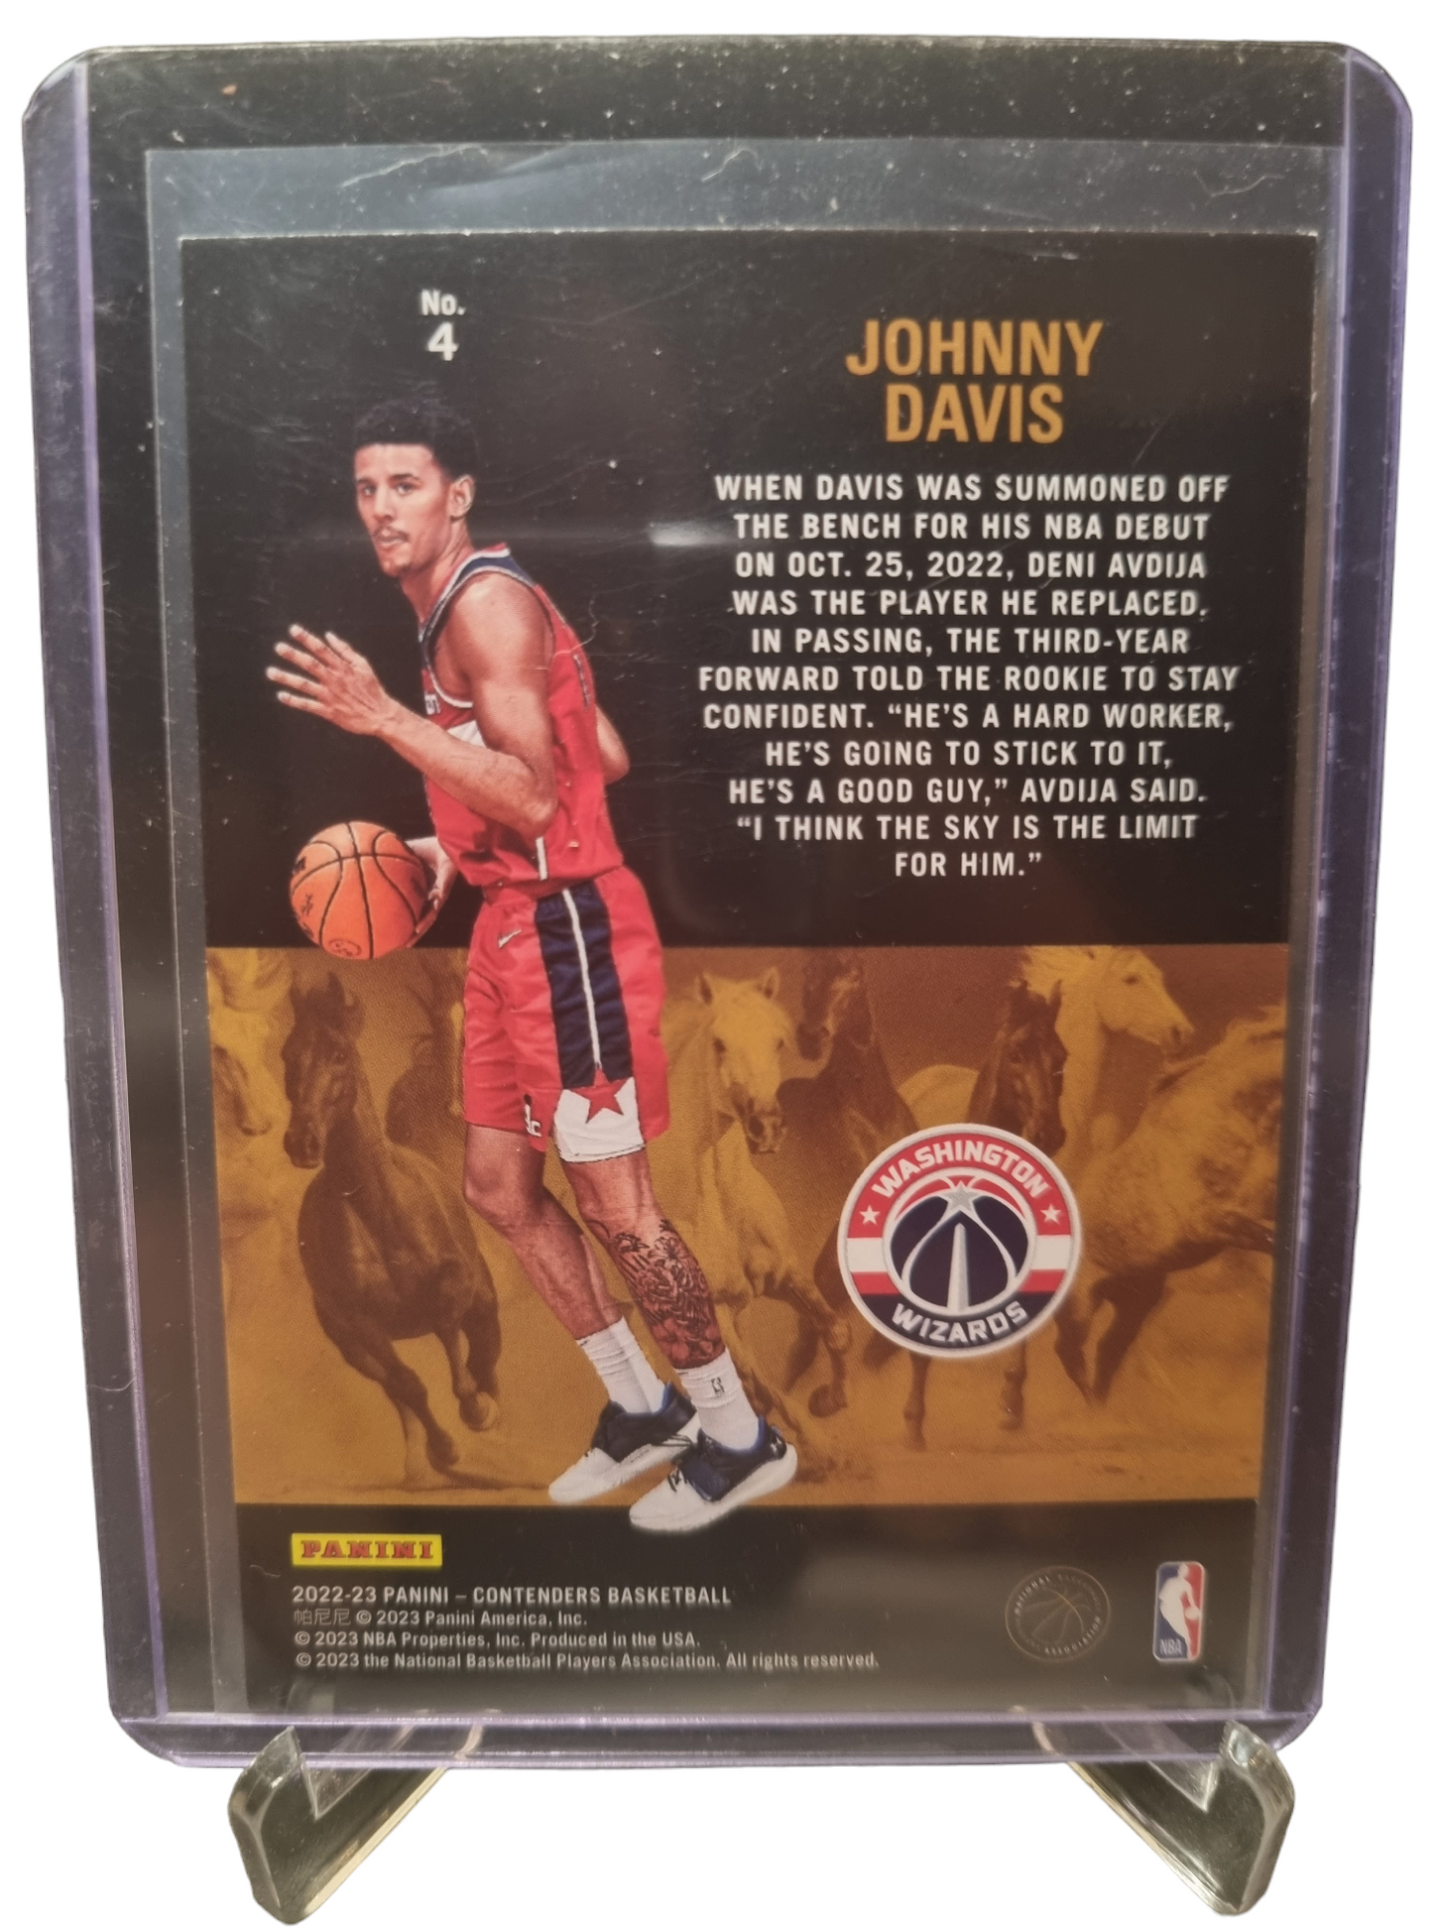 No.
4
JOHNNY
DAVIS
WHEN DAVIS WAS SUMMONED OFF
THE BENCH FOR HIS NBA DEBUT
ON OCT. 25, 2022, DENI AVDIJA
WAS THE PLAYER HE REPLACED.
IN PASSING, THE THIRD-YEAR
FORWARD TOLD THE ROOKIE TO STAY
CONFIDENT. “HE’S A HARD WORKER,
HE’S GOING TO STICK TO IT,
HE’S A GOOD GUY,” AVDIJA SAID.
“I THINK THE SKY IS THE LIMIT
FOR HIM.”
WASHINGTON
WIZARDS
PANINI
2022-23 PANINI – CONTENDERS BASKETBALL
帕尼尼 © 2023 Panini America, Inc.
© 2023 NBA Properties, Inc. Produced in the USA.
© 2023 the National Basketball Players Association. All rights reserved.
NATIONAL
ASSOCIATION
NBA